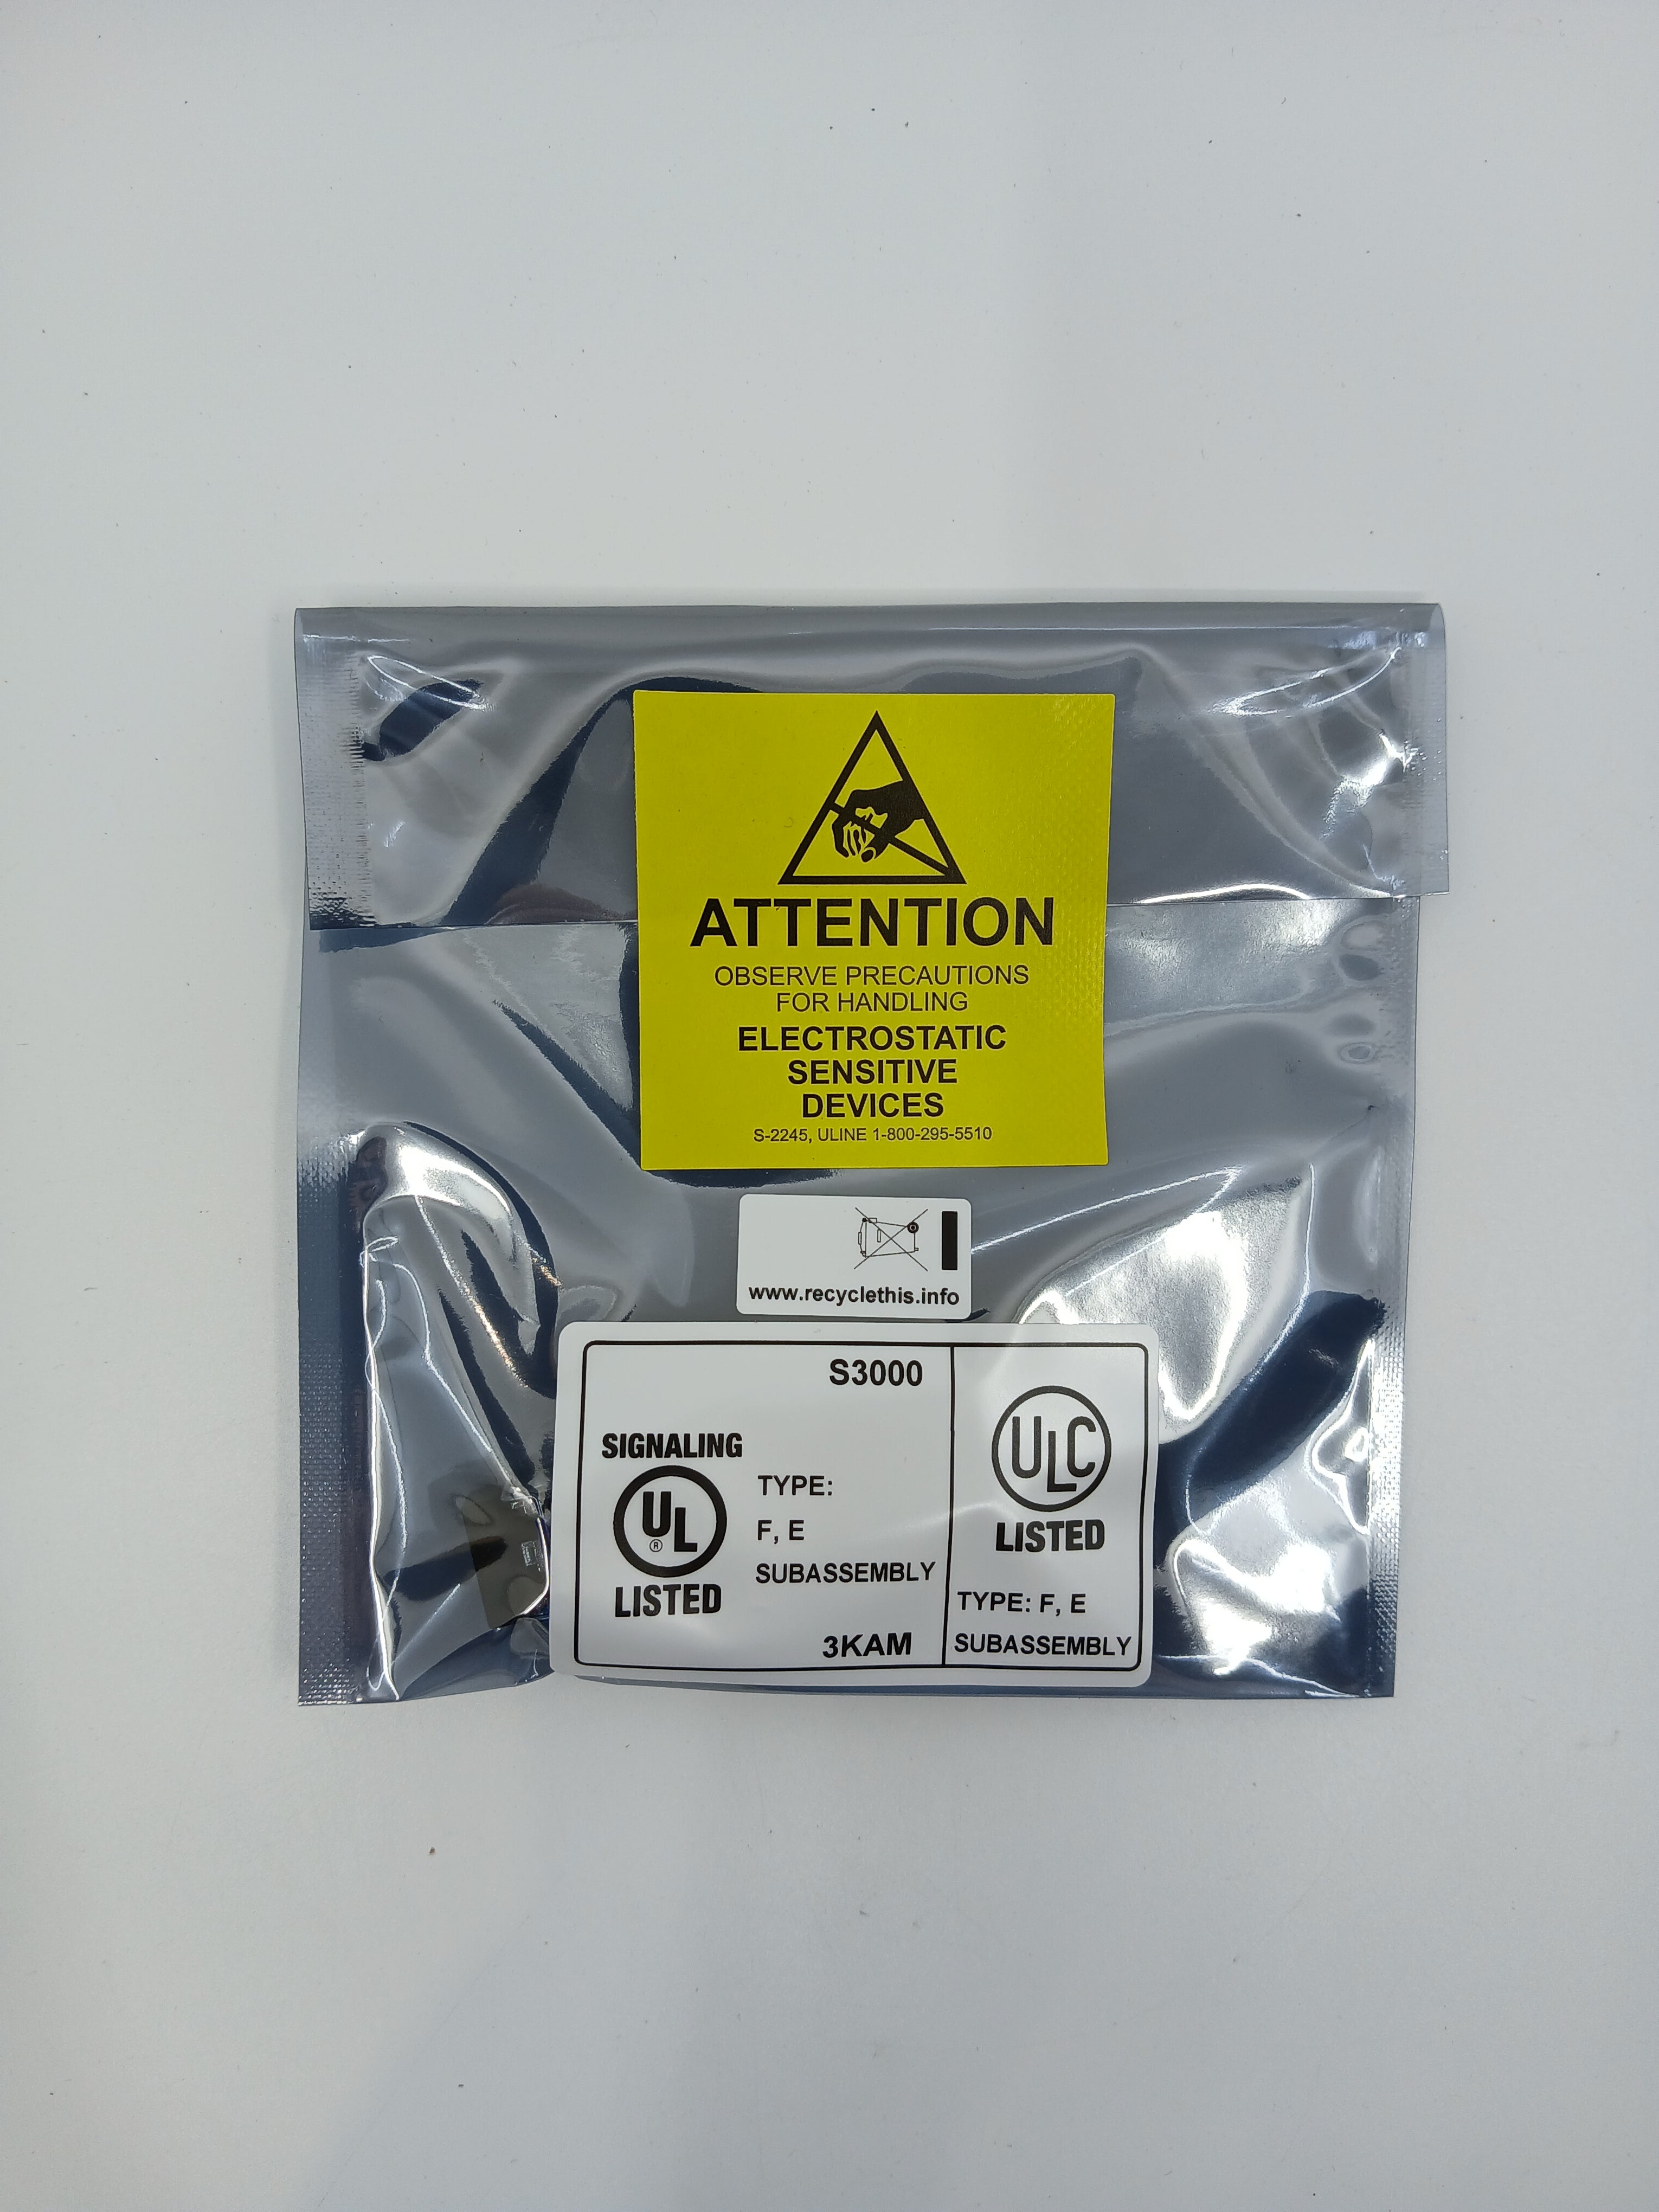 ATTENTION
OBSERVE PRECAUTIONS
FOR HANDLING
ELECTROSTATIC
SENSITIVE
DEVICES
S-2245, ULINE 1-800-295-5510
www.recyclethis.info
S3000
SIGNALING
UL
®
LISTED
TYPE:
F, E
SUBASSEMBLY
3KAM
ULC
LISTED
TYPE: F, E
SUBASSEMBLY